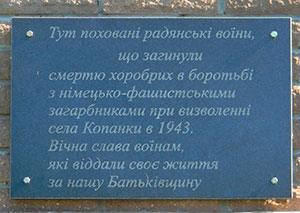 Тут поховані радянські воїни,
що загинули
смертю хоробрих в боротьбі
з німецько-фашистськими
загарбниками при визволенні
села Копанки в 1943.
Вічна слава воїнам,
які віддали своє життя
за нашу Батьківщину